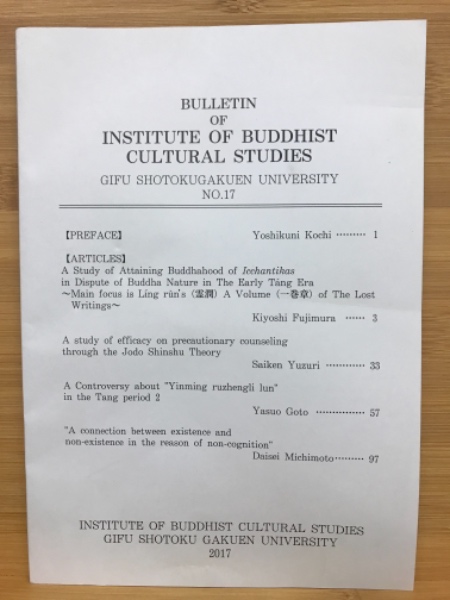 BULLETIN
OF
INSTITUTE OF BUDDHIST
CULTURAL STUDIES
GIFU SHOTOKUGAKUEN UNIVERSITY
NO.17
【PREFACE】 Yoshikuni Kochi ……… 1
【ARTICLES】
A Study of Attaining Buddhahood of Icchantikas
in Dispute of Buddha Nature in The Early Táng Era
～Main focus is Líng rùn's (霊潤) A Volume (一巻章) of The Lost
Writings～
Kiyoshi Fujimura …… 3
A study of efficacy on precautionary counseling
through the Jodo Shinshu Theory
Saiken Yuzuri ………… 33
A Controversy about "Yinming ruzhengli lun"
in the Tang period 2
Yasuo Goto …………… 57
"A connection between existence and
non-existence in the reason of non-cognition"
Daisei Michimoto……… 97
INSTITUTE OF BUDDHIST CULTURAL STUDIES
GIFU SHOTOKU GAKUEN UNIVERSITY
2017